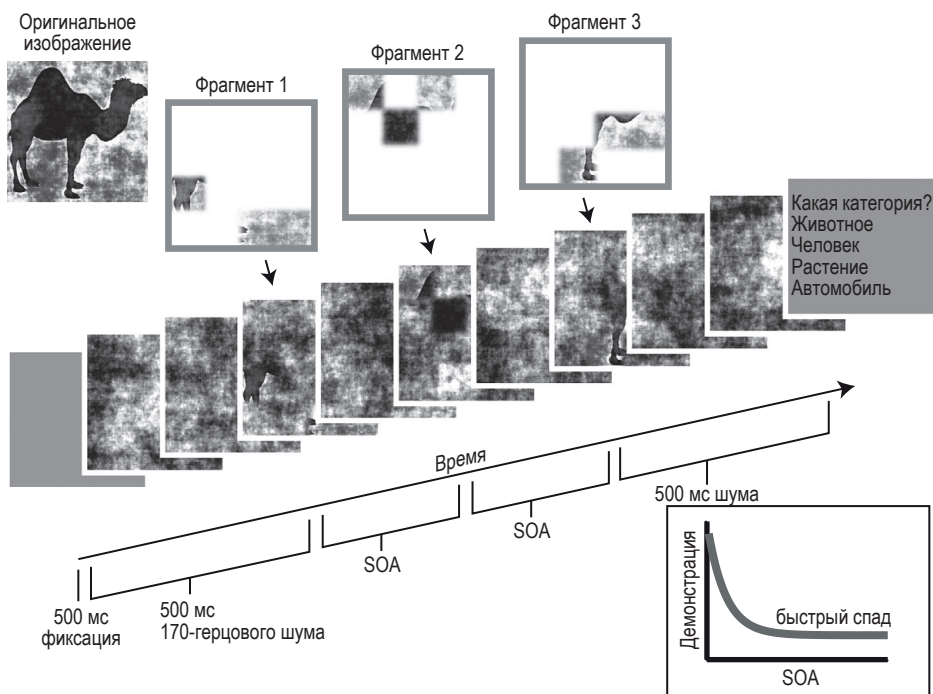 Оригинальное
изображение
Фрагмент 1
Фрагмент 2
Фрагмент 3
Какая категория?
Животное
Человек
Растение
Автомобиль
Время
500 мс
фиксация
500 мс
170-герцового шума
SOA
SOA
500 мс шума
Демонстрация
быстрый спад
SOA